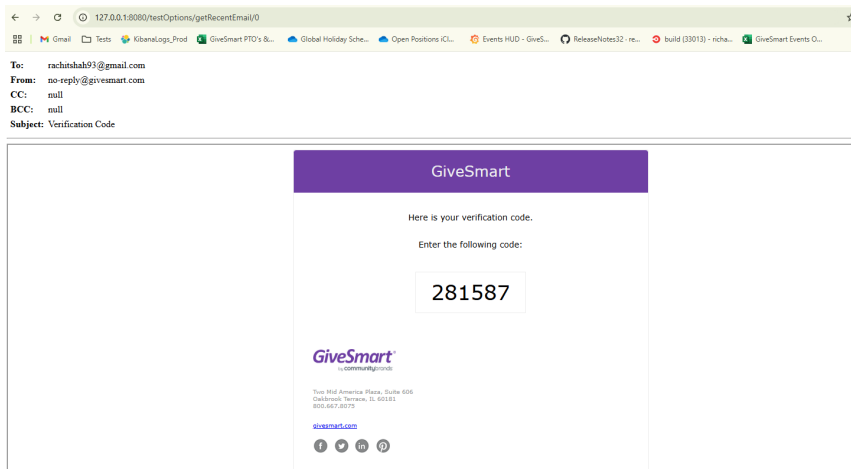 127.0.0.1:8080/testOptions/getRecentEmail/0
Gmail Tests KibanaLogs_Prod GiveSmart PTO's &... Global Holiday Sche... Open Positions iCl... Events HUD - GiveS... ReleaseNotes32 - re... build (33013) - richa... GiveSmart Events O...
To: rachitshah93@gmail.com
From: no-reply@givesmart.com
CC: null
BCC: null
Subject: Verification Code
GiveSmart
Here is your verification code.
Enter the following code:
281587
GiveSmart®
by communitybrands
Two Mid America Plaza, Suite 606
Oakbrook Terrace, IL 60181
800.667.8075
givesmart.com